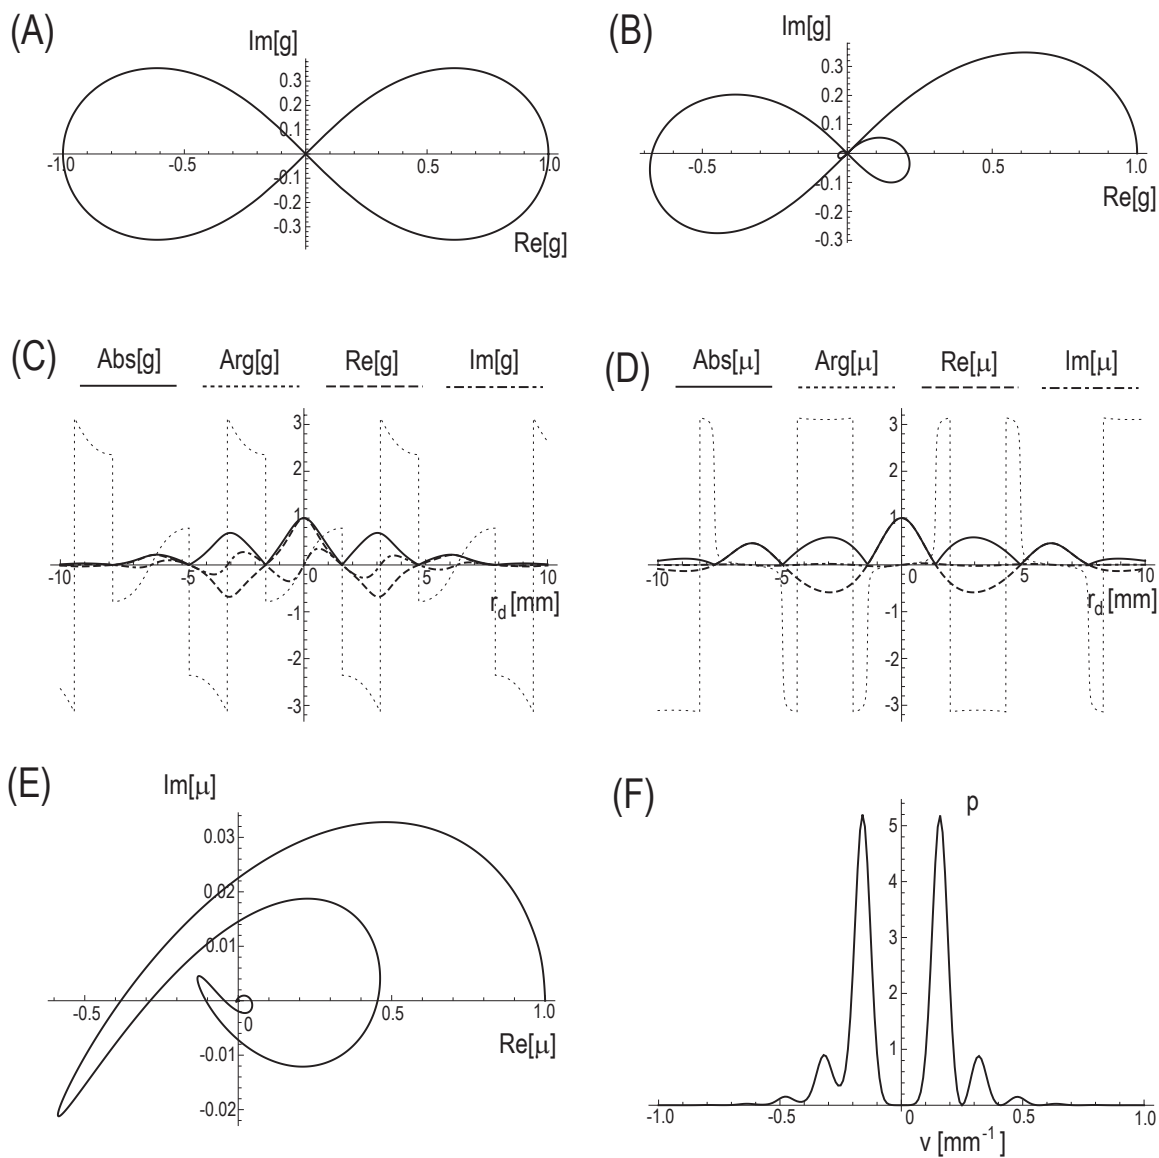 (A)
Im[g]
0.3
0.2
0.1
-1.0 -0.5 0 0.5 1.0
-0.1
-0.2
-0.3
Re[g]
(B)
Im[g]
0.3
0.2
0.1
-0.5 0 0.5 1.0
-0.1
-0.2
-0.3
Re[g]
(C)
Abs[g] Arg[g] Re[g] Im[g]
3
2
1
-10 -5 0 5 10
r_d [mm]
-1
-2
-3
(D)
Abs[μ] Arg[μ] Re[μ] Im[μ]
3
2
1
-10 -5 0 5 10
r_d [mm]
-1
-2
-3
(E)
Im[μ]
0.03
0.02
0.01
-0.5 0 0.5 1.0
Re[μ]
-0.01
-0.02
(F)
p
5
4
3
2
1
-1.0 -0.5 0 0.5 1.0
ν [mm⁻¹]